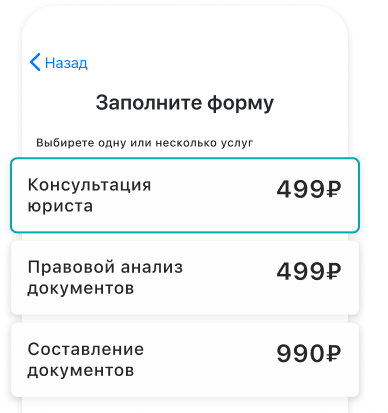 Назад
Заполните форму
Выбирете одну или несколько услуг
Консультация
юриста
499₽
Правовой анализ
документов
499₽
Составление
документов
990₽